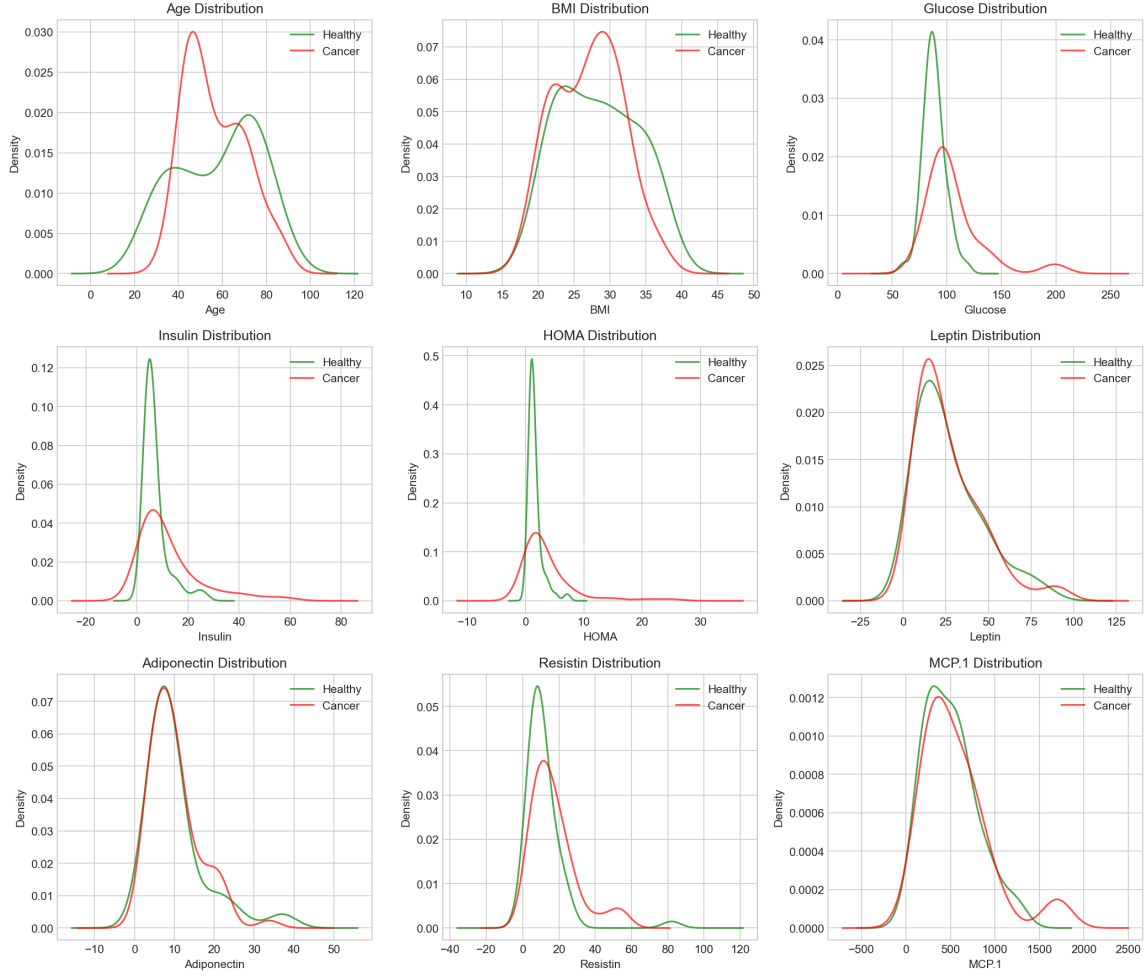 Age Distribution
Density
0.030
0.025
0.020
0.015
0.010
0.005
0.000
Healthy
Cancer
0
20
40
60
80
100
120
Age
BMI Distribution
Density
0.07
0.06
0.05
0.04
0.03
0.02
0.01
0.00
Healthy
Cancer
10
15
20
25
30
35
40
45
50
BMI
Glucose Distribution
Density
0.04
0.03
0.02
0.01
0.00
Healthy
Cancer
0
50
100
150
200
250
Glucose
Insulin Distribution
Density
0.12
0.10
0.08
0.06
0.04
0.02
0.00
Healthy
Cancer
−20
0
20
40
60
80
Insulin
HOMA Distribution
Density
0.5
0.4
0.3
0.2
0.1
0.0
Healthy
Cancer
−10
0
10
20
30
HOMA
Leptin Distribution
Density
0.025
0.020
0.015
0.010
0.005
0.000
Healthy
Cancer
−25
0
25
50
75
100
125
Leptin
Adiponectin Distribution
Density
0.07
0.06
0.05
0.04
0.03
0.02
0.01
0.00
Healthy
Cancer
−10
0
10
20
30
40
50
Adiponectin
Resistin Distribution
Density
0.05
0.04
0.03
0.02
0.01
0.00
Healthy
Cancer
−40
−20
0
20
40
60
80
100
120
Resistin
MCP.1 Distribution
Density
0.0012
0.0010
0.0008
0.0006
0.0004
0.0002
0.0000
Healthy
Cancer
−500
0
500
1000
1500
2000
2500
MCP.1